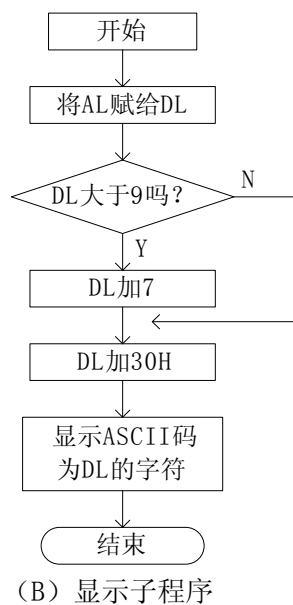 开始
将AL赋给DL
DL大于9吗？
N
Y
DL加7
DL加30H
显示ASCII码
为DL的字符
结束
（B）显示子程序